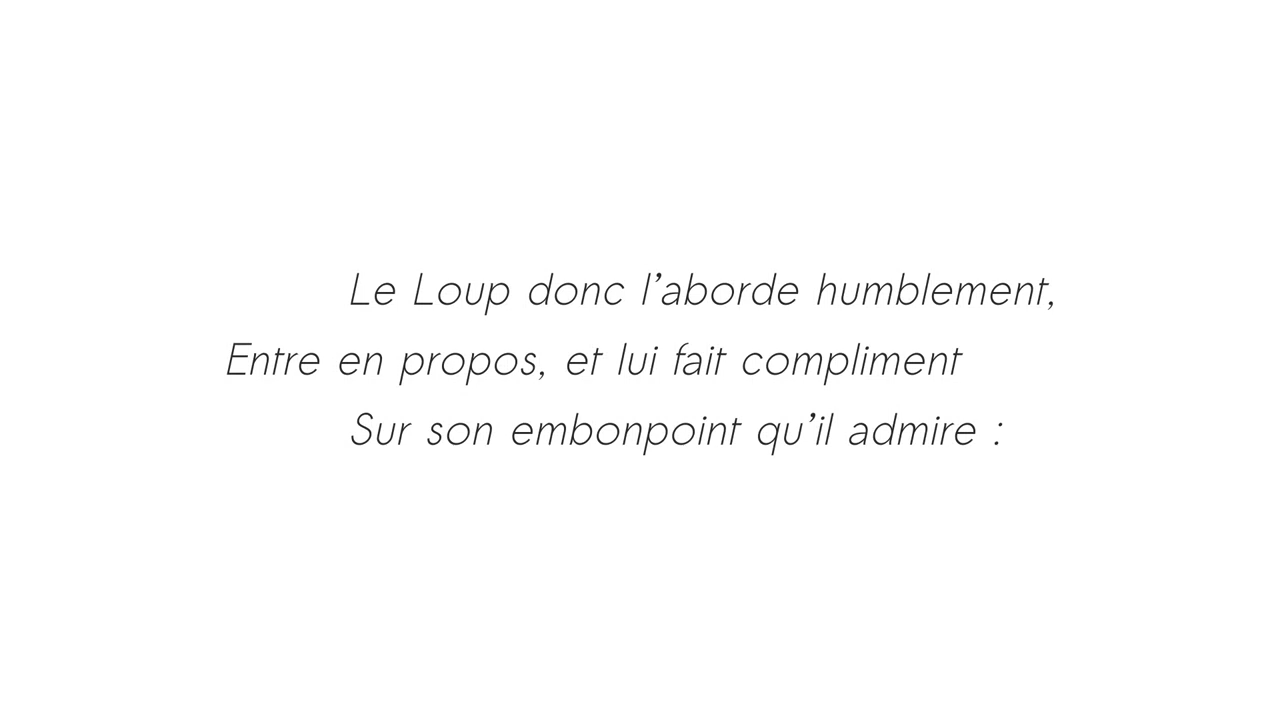 Le Loup donc l’aborde humblement,
Entre en propos, et lui fait compliment
Sur son embonpoint qu’il admire :